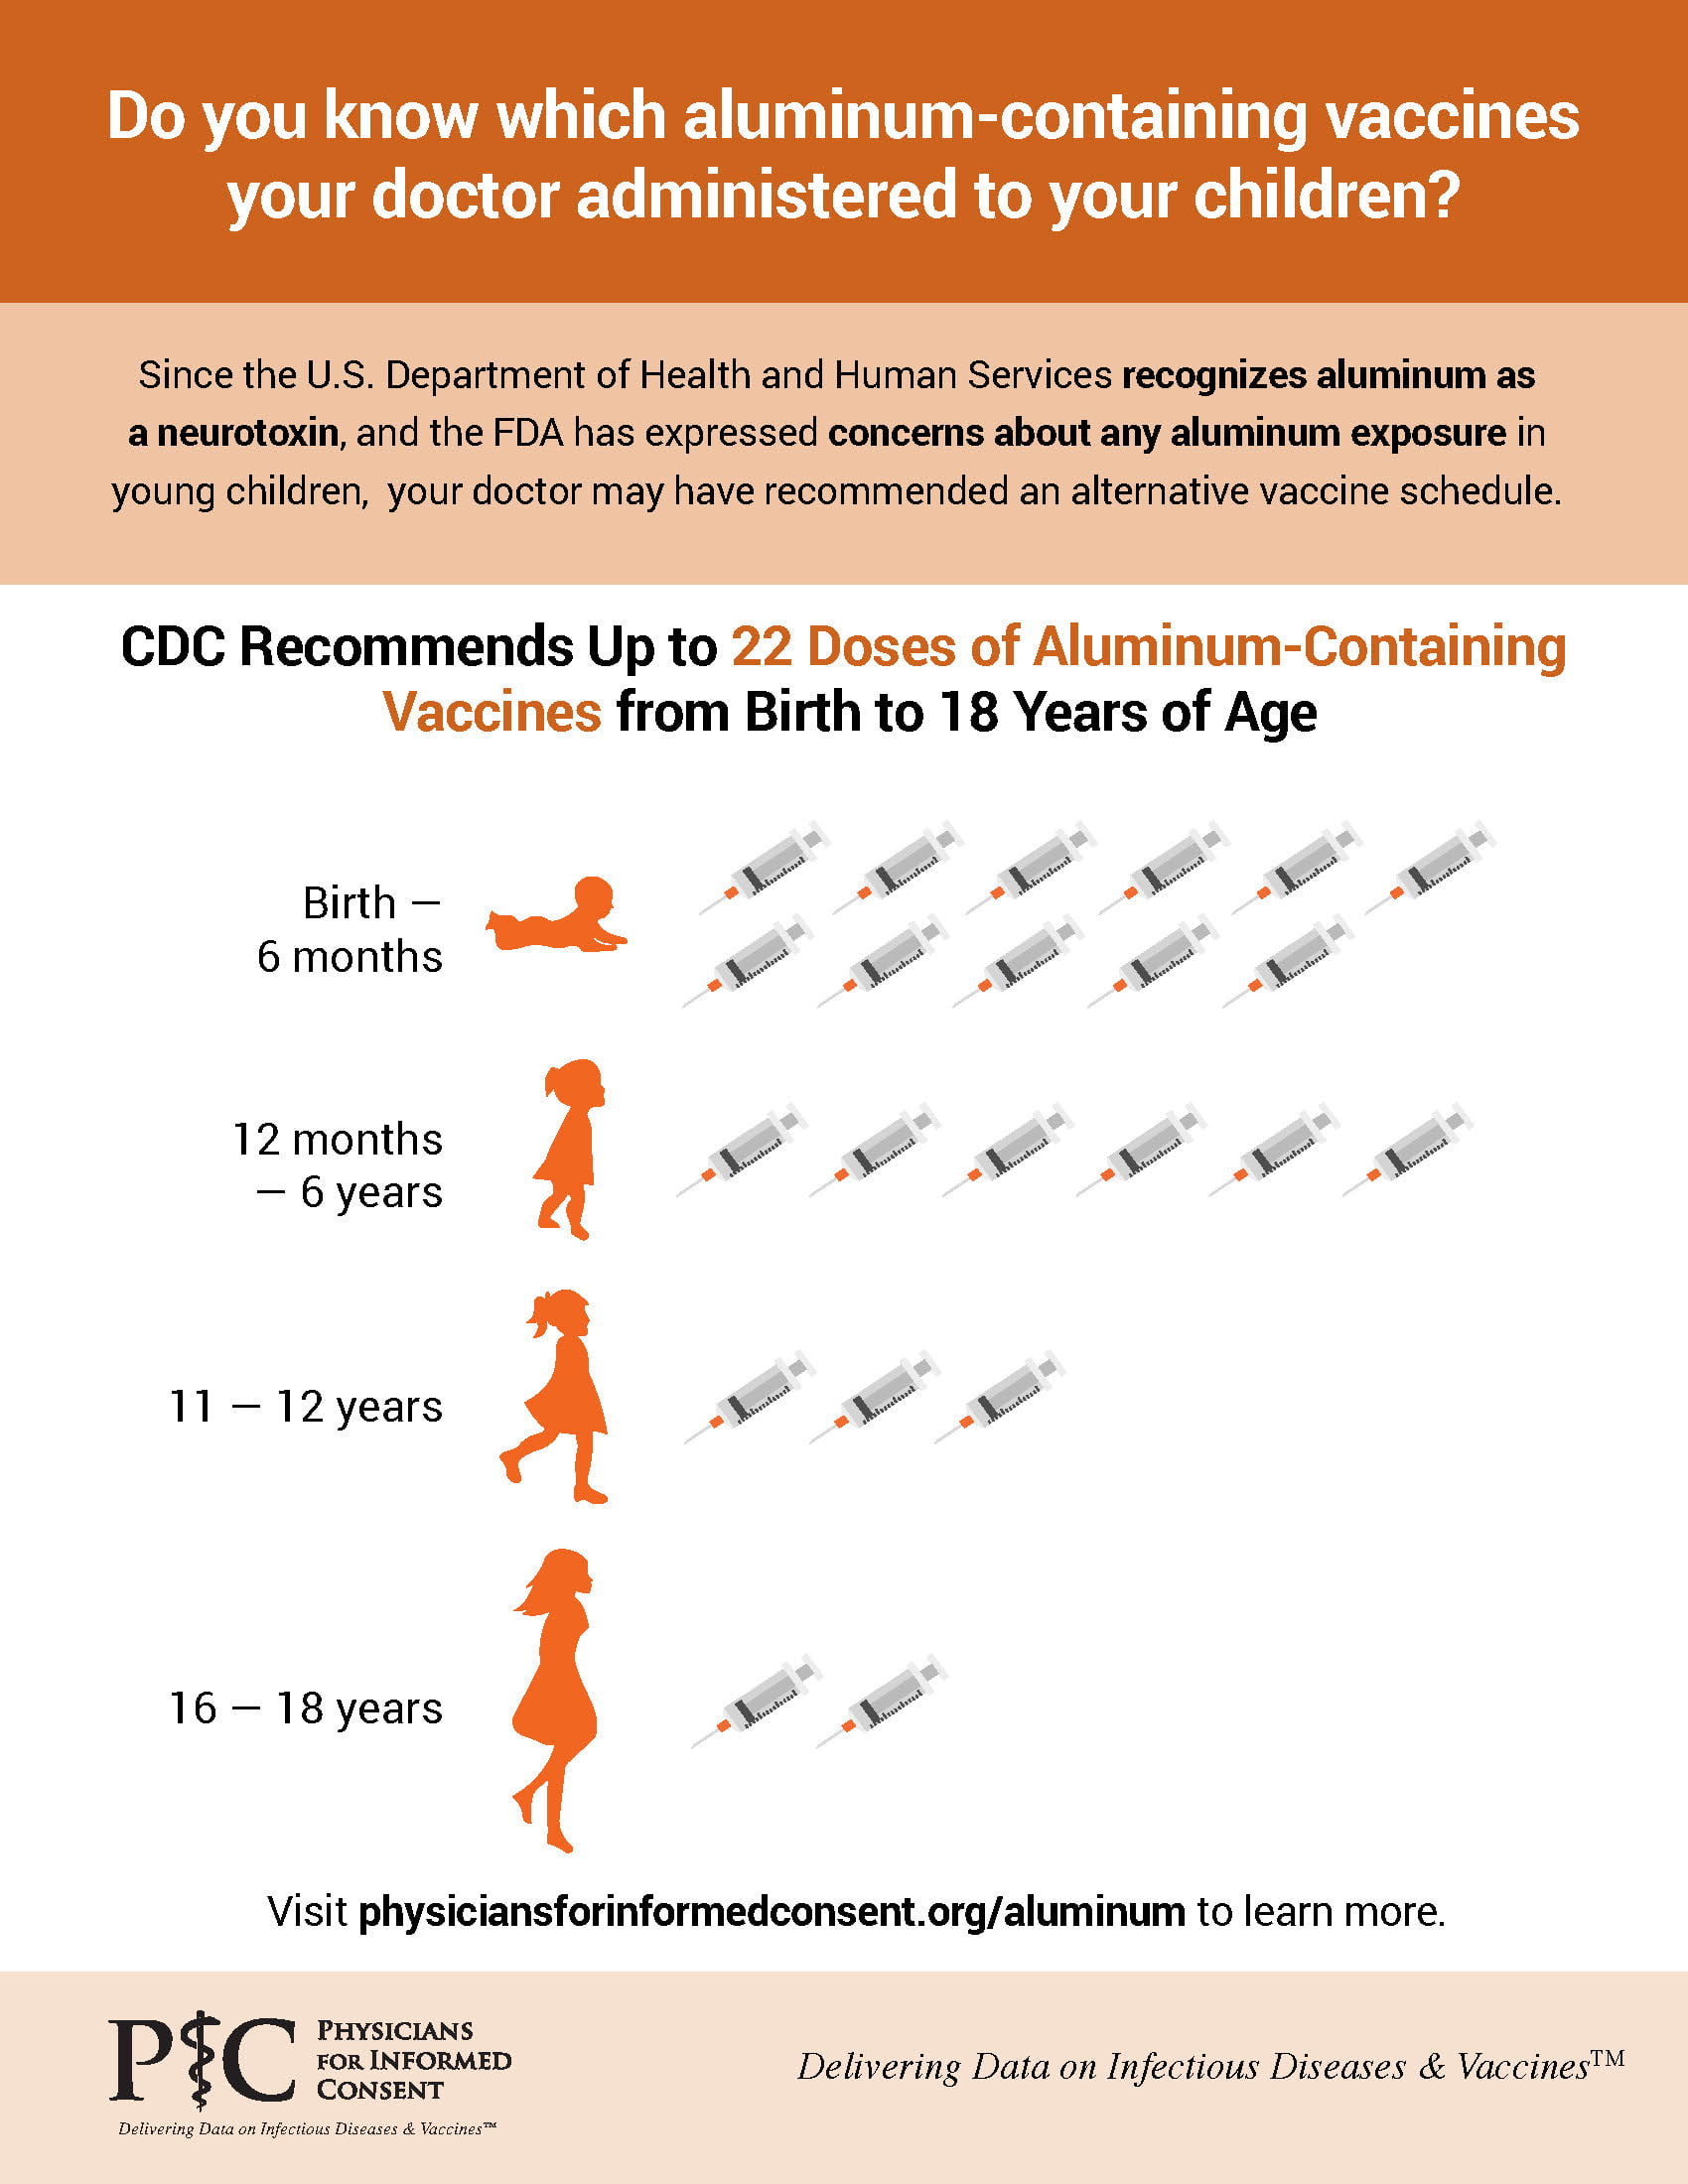 Do you know which aluminum-containing vaccines
your doctor administered to your children?
Since the U.S. Department of Health and Human Services recognizes aluminum as
a neurotoxin, and the FDA has expressed concerns about any aluminum exposure in
young children, your doctor may have recommended an alternative vaccine schedule.
CDC Recommends Up to 22 Doses of Aluminum-Containing
Vaccines from Birth to 18 Years of Age
Birth –
6 months
12 months
– 6 years
11 – 12 years
16 – 18 years
Visit physiciansforinformedconsent.org/aluminum to learn more.
PIC
PHYSICIANS
FOR INFORMED
CONSENT
Delivering Data on Infectious Diseases & Vaccines™
Delivering Data on Infectious Diseases & Vaccines™